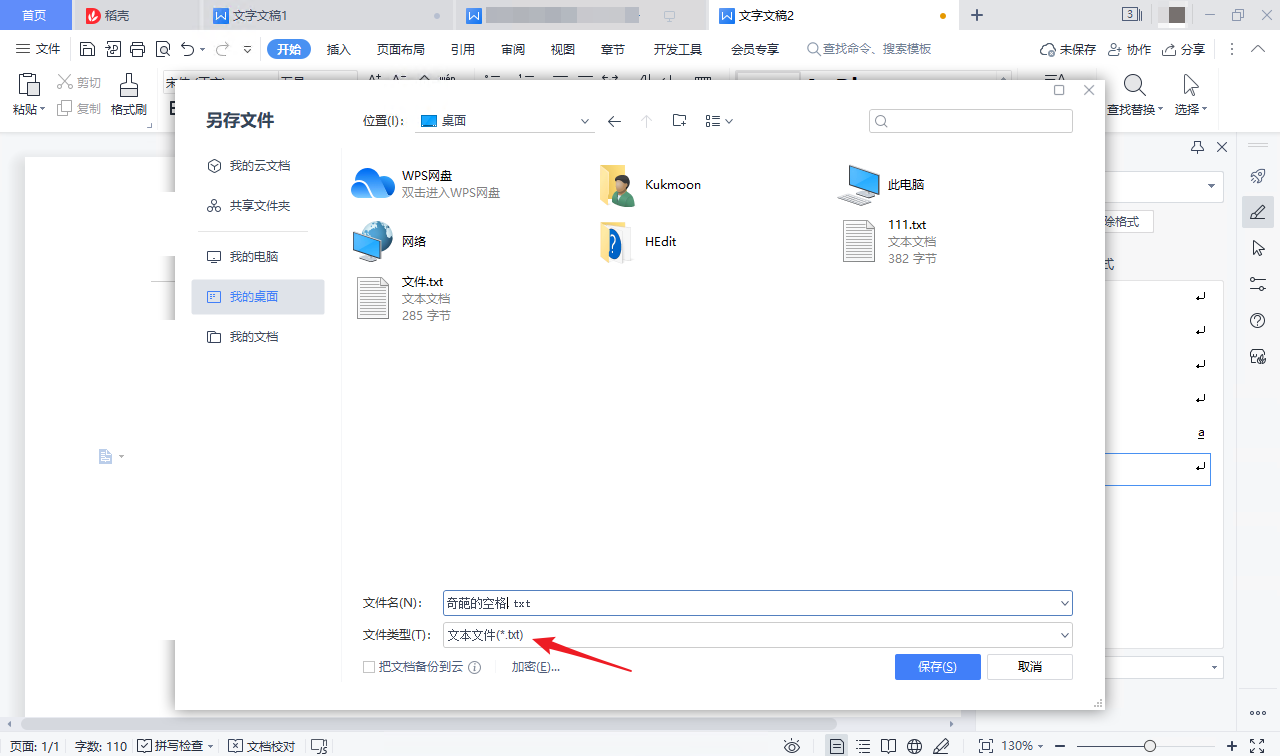 首页
稻壳
文字文稿1
文字文稿2
3
文件
开始
插入
页面布局
引用
审阅
视图
章节
开发工具
会员专享
查找命令、搜索模板
未保存
协作
分享
粘贴
剪切
复制
格式刷
查找替换
选择
另存文件
位置(I):
桌面
我的云文档
共享文件夹
我的电脑
我的桌面
我的文档
WPS网盘
双击进入WPS网盘
Kukmoon
此电脑
网络
HEdit
111.txt
文本文档
382 字节
文件.txt
文本文档
285 字节
除格式
式
a
文件名(N):
奇葩的空格 txt
文件类型(T):
文本文件(*.txt)
把文档备份到云
加密(E)...
保存(S)
取消
页面: 1/1
字数: 110
拼写检查
文档校对
130%